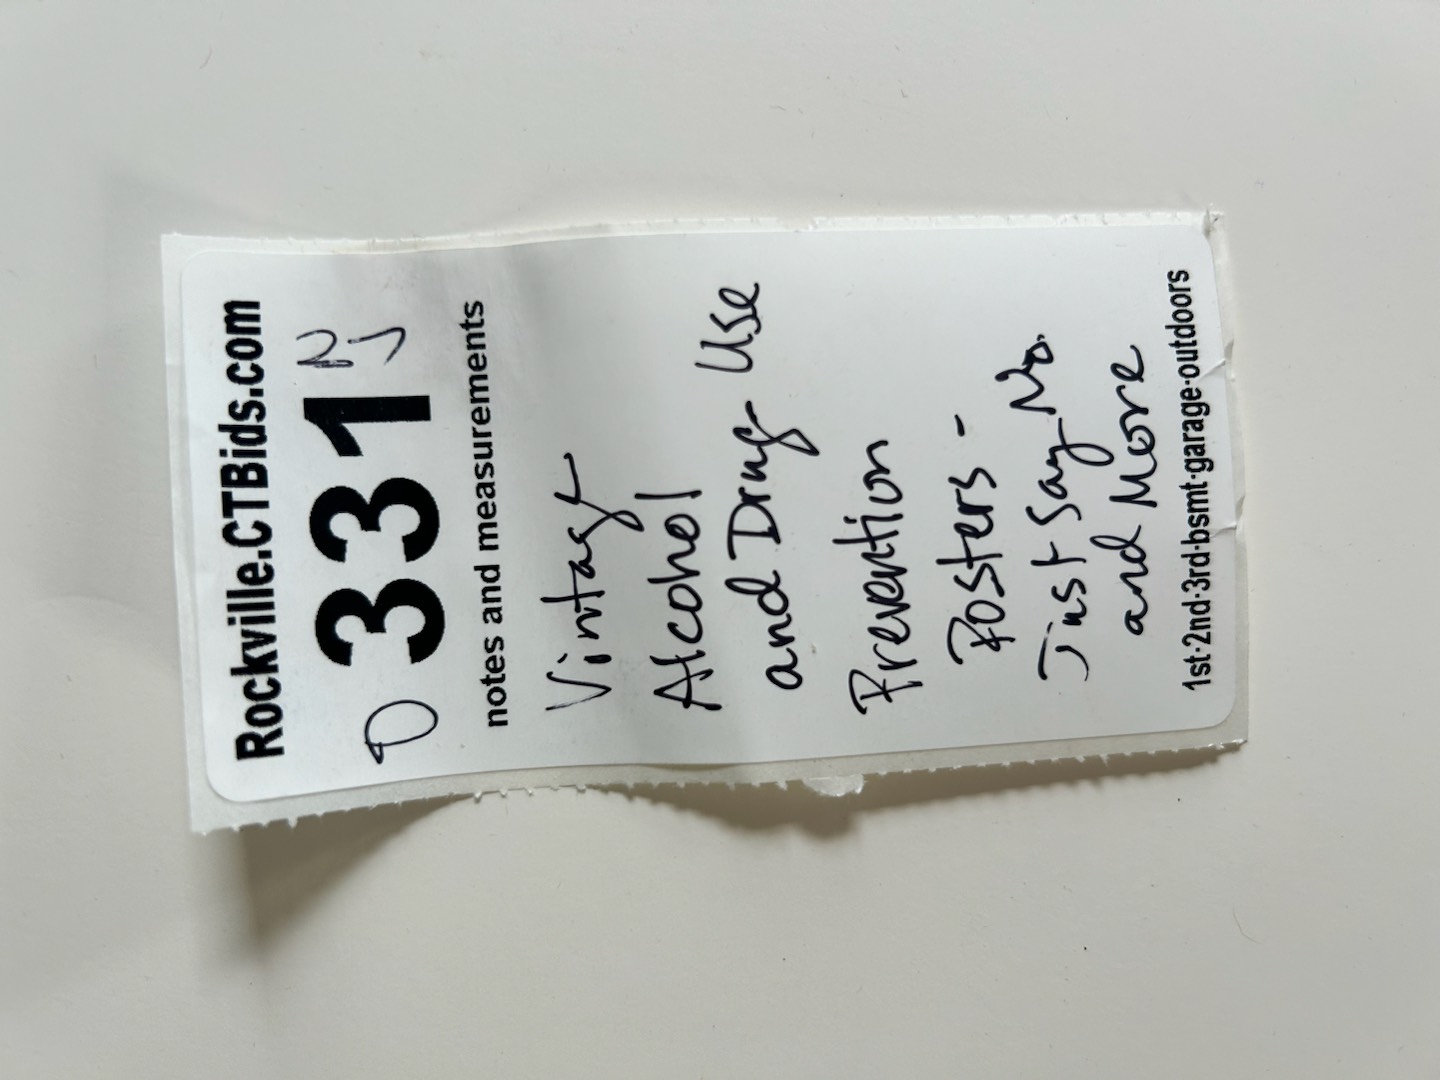 Rockville.CTBids.com
D 331 27
notes and measurements
Vintage
Alcohol
and Drug Use
Prevention
Posters -
Just Say No.
and More
1st·2nd·3rd·bsmt·garage·outdoors